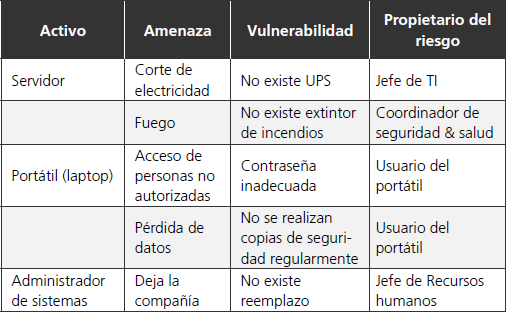 Activo
Amenaza
Vulnerabilidad
Propietario del
riesgo
Servidor
Corte de
electricidad
No existe UPS
Jefe de TI
Fuego
No existe extintor
de incendios
Coordinador de
seguridad & salud
Portátil (laptop)
Acceso de
personas no
autorizadas
Contraseña
inadecuada
Usuario del
portátil
Pérdida de
datos
No se realizan
copias de seguri-
dad regularmente
Usuario del
portátil
Administrador
de sistemas
Deja la
compañía
No existe
reemplazo
Jefe de Recursos
humanos